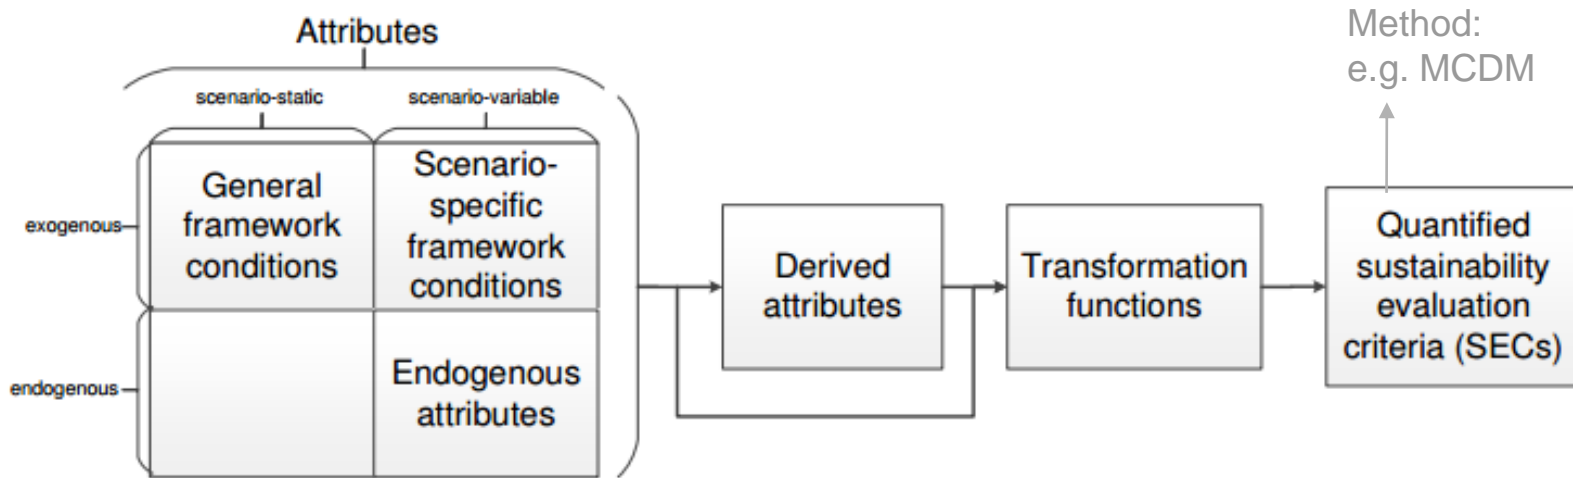 Method:
e.g. MCDM
Attributes
scenario-static
scenario-variable
exogenous
General
framework
conditions
Scenario-
specific
framework
conditions
endogenous
Endogenous
attributes
Derived
attributes
Transformation
functions
Quantified
sustainability
evaluation
criteria (SECs)